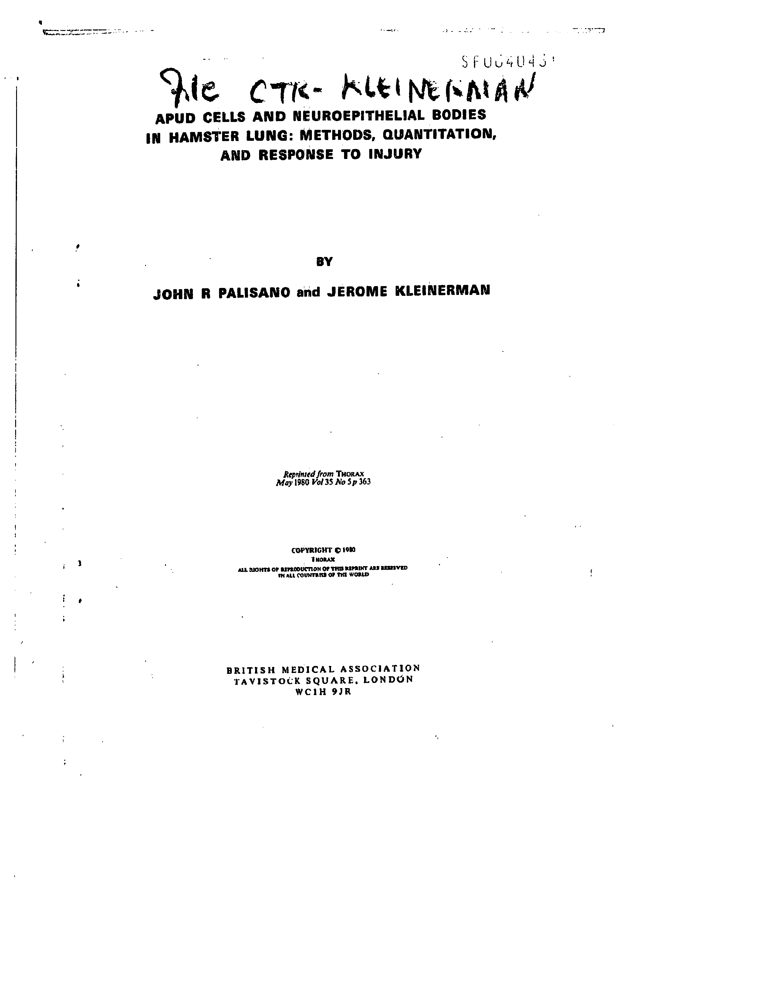 File CTR- KLEINERMAN
APUD CELLS AND NEUROEPITHELIAL BODIES
IN HAMSTER LUNG: METHODS, QUANTITATION,
AND RESPONSE TO INJURY
BY
JOHN R PALISANO and JEROME KLEINERMAN
Reprinted from THORAX
May 1980 Vol 35 No 5 p 363
COPYRIGHT © 1980
THORAX
ALL RIGHTS OF REPRODUCTION OF THIS REPRINT ARE RESERVED
IN ALL COUNTRIES OF THE WORLD
BRITISH MEDICAL ASSOCIATION
TAVISTOCK SQUARE, LONDON
WC1H 9JR